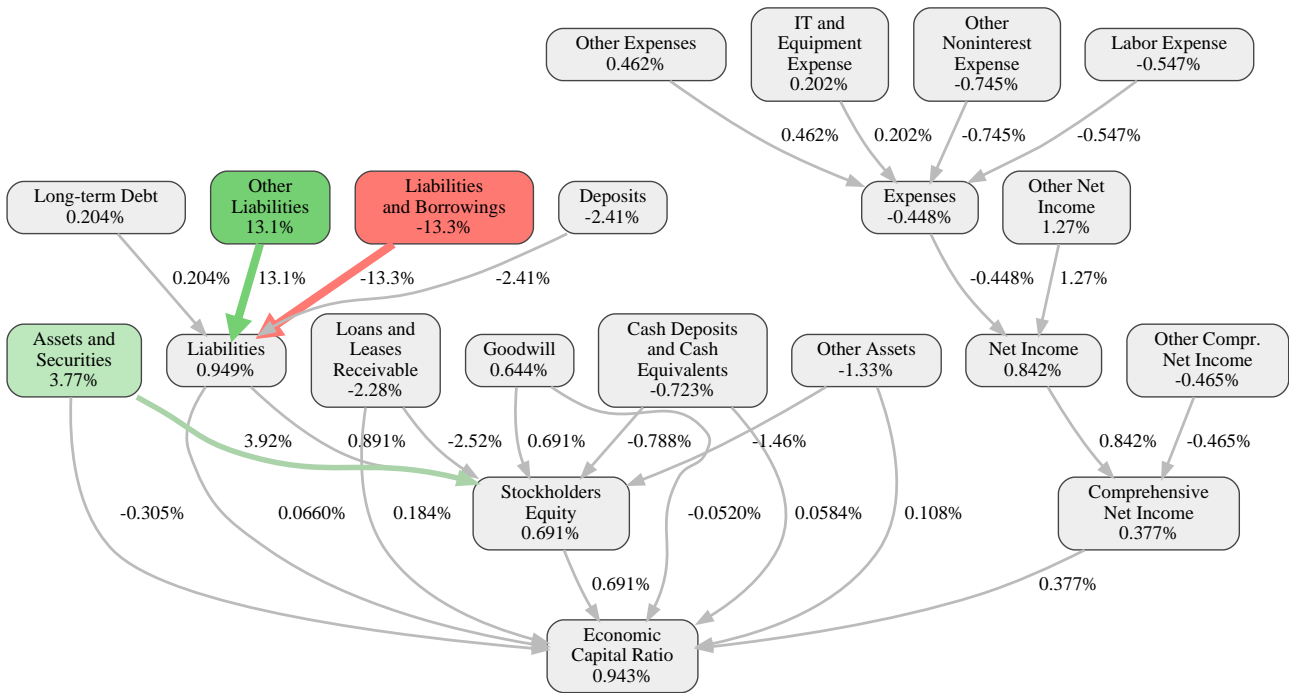 Other Expenses
0.462%
IT and
Equipment
Expense
0.202%
Other
Noninterest
Expense
-0.745%
Labor Expense
-0.547%
0.462%
0.202%
-0.745%
-0.547%
Long-term Debt
0.204%
Other
Liabilities
13.1%
Liabilities
and Borrowings
-13.3%
Deposits
-2.41%
Expenses
-0.448%
Other Net
Income
1.27%
0.204%
13.1%
-13.3%
-2.41%
-0.448%
1.27%
Assets and
Securities
3.77%
Liabilities
0.949%
Loans and
Leases
Receivable
-2.28%
Goodwill
0.644%
Cash Deposits
and Cash
Equivalents
-0.723%
Other Assets
-1.33%
Net Income
0.842%
Other Compr.
Net Income
-0.465%
3.92%
0.891%
-2.52%
0.691%
-0.788%
-1.46%
0.842%
-0.465%
Stockholders
Equity
0.691%
Comprehensive
Net Income
0.377%
-0.305%
0.0660%
0.184%
-0.0520%
0.0584%
0.108%
0.691%
0.377%
Economic
Capital Ratio
0.943%